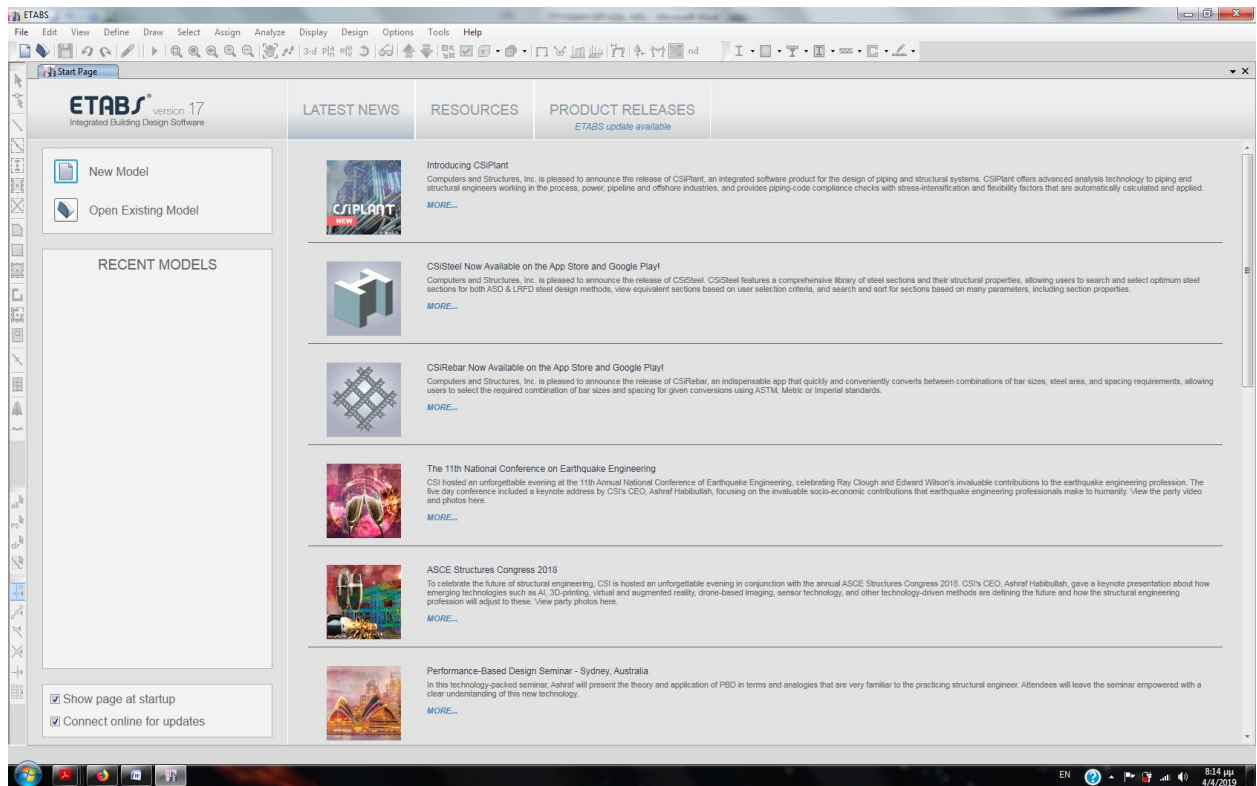 ETABS
File Edit View Define Draw Select Assign Analyze Display Design Options Tools Help
3-d nd
Start Page
ETABS® version 17
Integrated Building Design Software
LATEST NEWS
RESOURCES
PRODUCT RELEASES
ETABS update available
New Model
Open Existing Model
RECENT MODELS
CSiPLANT
NEW
Introducing CSiPlant
Computers and Structures, Inc. is pleased to announce the release of CSiPlant, an integrated software product for the design of piping and structural systems. CSiPlant offers advanced analysis technology to piping and
structural engineers working in the process, power, pipeline and offshore industries, and provides piping-code compliance checks with stress-intensification and flexibility factors that are automatically calculated and applied.
MORE...
CSiSteel Now Available on the App Store and Google Play!
Computers and Structures, Inc. is pleased to announce the release of CSiSteel. CSiSteel features a comprehensive library of steel sections and their structural properties, allowing users to search and select optimum steel
sections for both ASD & LRFD steel design methods, view equivalent sections based on user selection criteria, and search and sort for sections based on many parameters, including section properties.
MORE...
CSiRebar Now Available on the App Store and Google Play!
Computers and Structures, Inc. is pleased to announce the release of CSiRebar, an indispensable app that quickly and conveniently converts between combinations of bar sizes, steel area, and spacing requirements, allowing
users to select the required combination of bar sizes and spacing for given conversions using ASTM, Metric or Imperial standards.
MORE...
The 11th National Conference on Earthquake Engineering
CSI hosted an unforgettable evening at the 11th Annual National Conference of Earthquake Engineering, celebrating Ray Clough and Edward Wilson's invaluable contributions to the earthquake engineering profession. The
five day conference included a keynote address by CSI's CEO, Ashraf Habibullah, focusing on the invaluable socio-economic contributions that earthquake engineering professionals make to humanity. View the party video
and photos here.
MORE...
ASCE Structures Congress 2018
To celebrate the future of structural engineering, CSI is hosted an unforgettable evening in conjunction with the annual ASCE Structures Congress 2018. CSI's CEO, Ashraf Habibullah, gave a keynote presentation about how
emerging technologies such as AI, 3D-printing, virtual and augmented reality, drone-based imaging, sensor technology, and other technology-driven methods are defining the future and how the structural engineering
profession will adjust to these. View party photos here.
MORE...
Performance-Based Design Seminar - Sydney, Australia
In this technology-packed seminar, Ashraf will present the theory and application of PBD in terms and analogies that are very familiar to the practicing structural engineer. Attendees will leave the seminar empowered with a
clear understanding of this new technology.
MORE...
Show page at startup
Connect online for updates
all
ps
clr
EN
8:14 μμ
4/4/2019